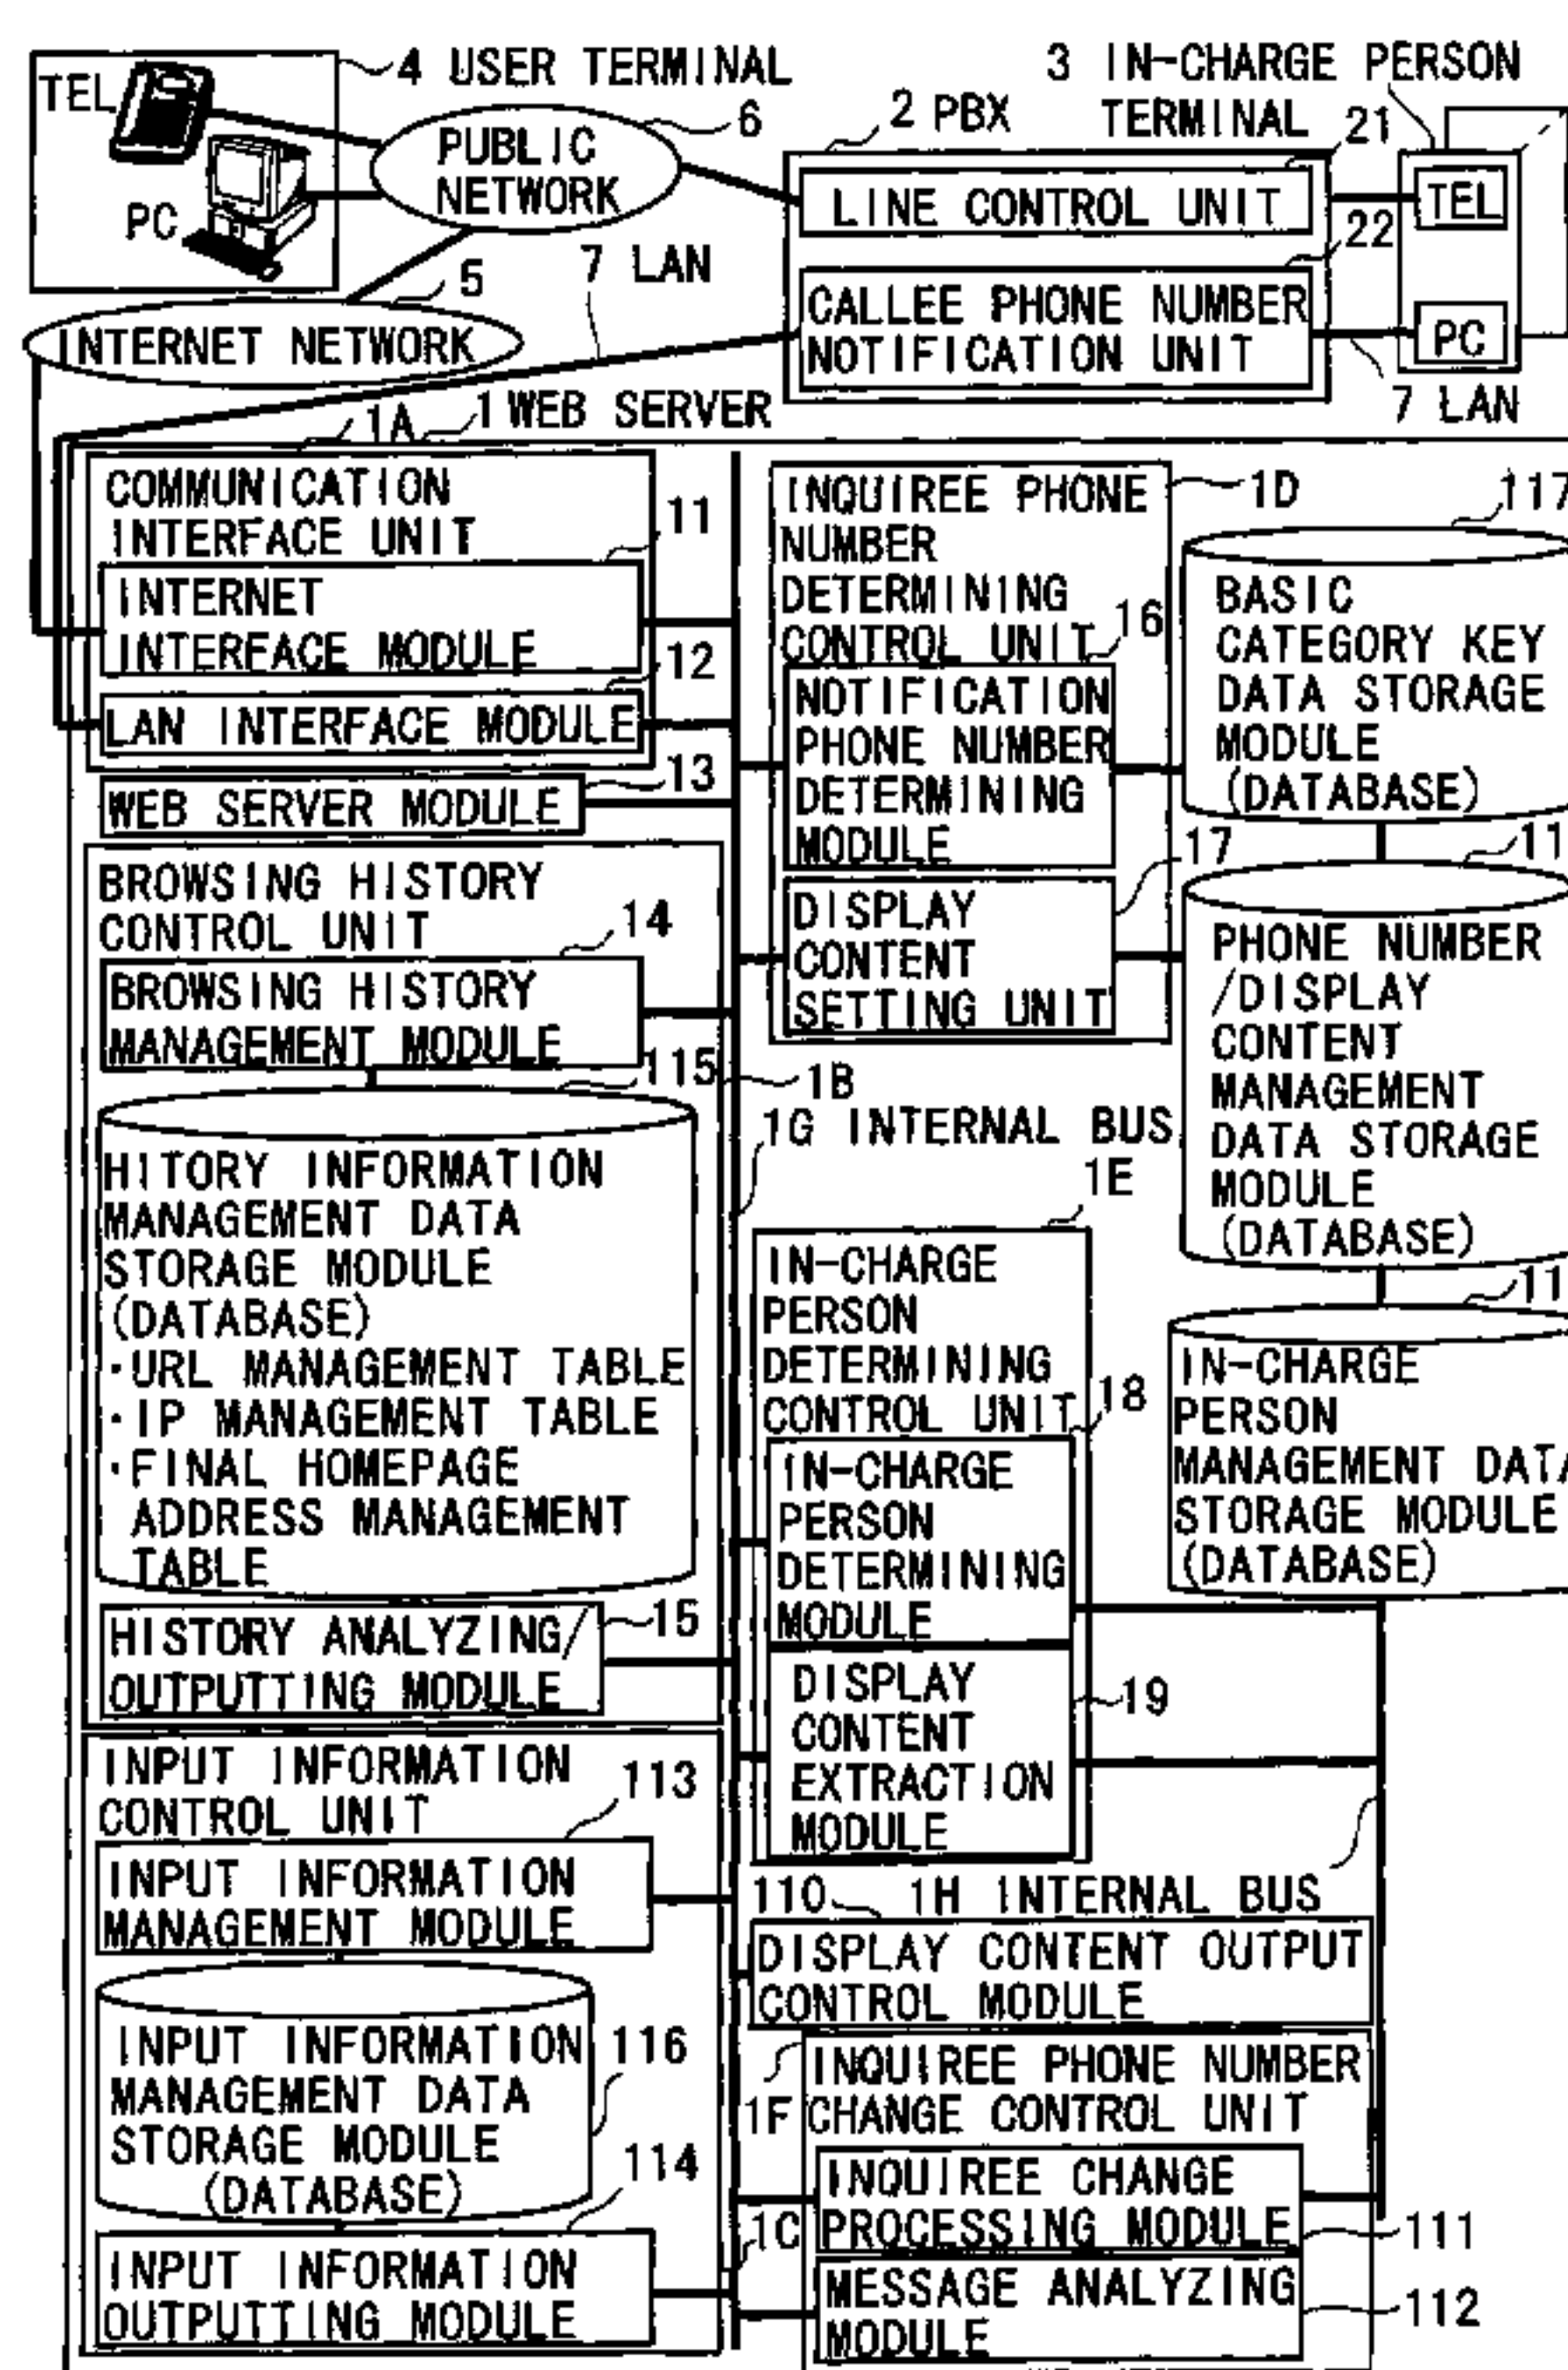 TEL
PC
4 USER TERMINAL
PUBLIC
NETWORK
6
2 PBX
3 IN-CHARGE PERSON
TERMINAL
21
LINE CONTROL UNIT
TEL
22
CALLEE PHONE NUMBER
NOTIFICATION UNIT
PC
7 LAN
7 LAN
5
INTERNET NETWORK
1A
1 WEB SERVER
COMMUNICATION
INTERFACE UNIT
11
INTERNET
INTERFACE MODULE
12
LAN INTERFACE MODULE
13
WEB SERVER MODULE
BROWSING HISTORY
CONTROL UNIT
14
BROWSING HISTORY
MANAGEMENT MODULE
115
1B
HITORY INFORMATION
MANAGEMENT DATA
STORAGE MODULE
(DATABASE)
·URL MANAGEMENT TABLE
·IP MANAGEMENT TABLE
·FINAL HOMEPAGE
ADDRESS MANAGEMENT
TABLE
15
HISTORY ANALYZING/
OUTPUTTING MODULE
INPUT INFORMATION
CONTROL UNIT
113
INPUT INFORMATION
MANAGEMENT MODULE
INPUT INFORMATION
MANAGEMENT DATA
STORAGE MODULE
(DATABASE)
116
114
1C
INPUT INFORMATION
OUTPUTTING MODULE
INQUIREE PHONE
NUMBER
DETERMINING
CONTROL UNIT
1D
16
NOTIFICATION
PHONE NUMBER
DETERMINING
MODULE
17
DISPLAY
CONTENT
SETTING UNIT
117
BASIC
CATEGORY KEY
DATA STORAGE
MODULE
(DATABASE)
PHONE NUMBER
/DISPLAY
CONTENT
MANAGEMENT
DATA STORAGE
MODULE
(DATABASE)
1G INTERNAL BUS
1E
IN-CHARGE
PERSON
DETERMINING
CONTROL UNIT
18
IN-CHARGE
PERSON
DETERMINING
MODULE
19
DISPLAY
CONTENT
EXTRACTION
MODULE
IN-CHARGE
PERSON
MANAGEMENT DATA
STORAGE MODULE
(DATABASE)
110
1H INTERNAL BUS
DISPLAY CONTENT OUTPUT
CONTROL MODULE
1F
INQUIREE PHONE NUMBER
CHANGE CONTROL UNIT
INQUIREE CHANGE
PROCESSING MODULE
111
MESSAGE ANALYZING
MODULE
112